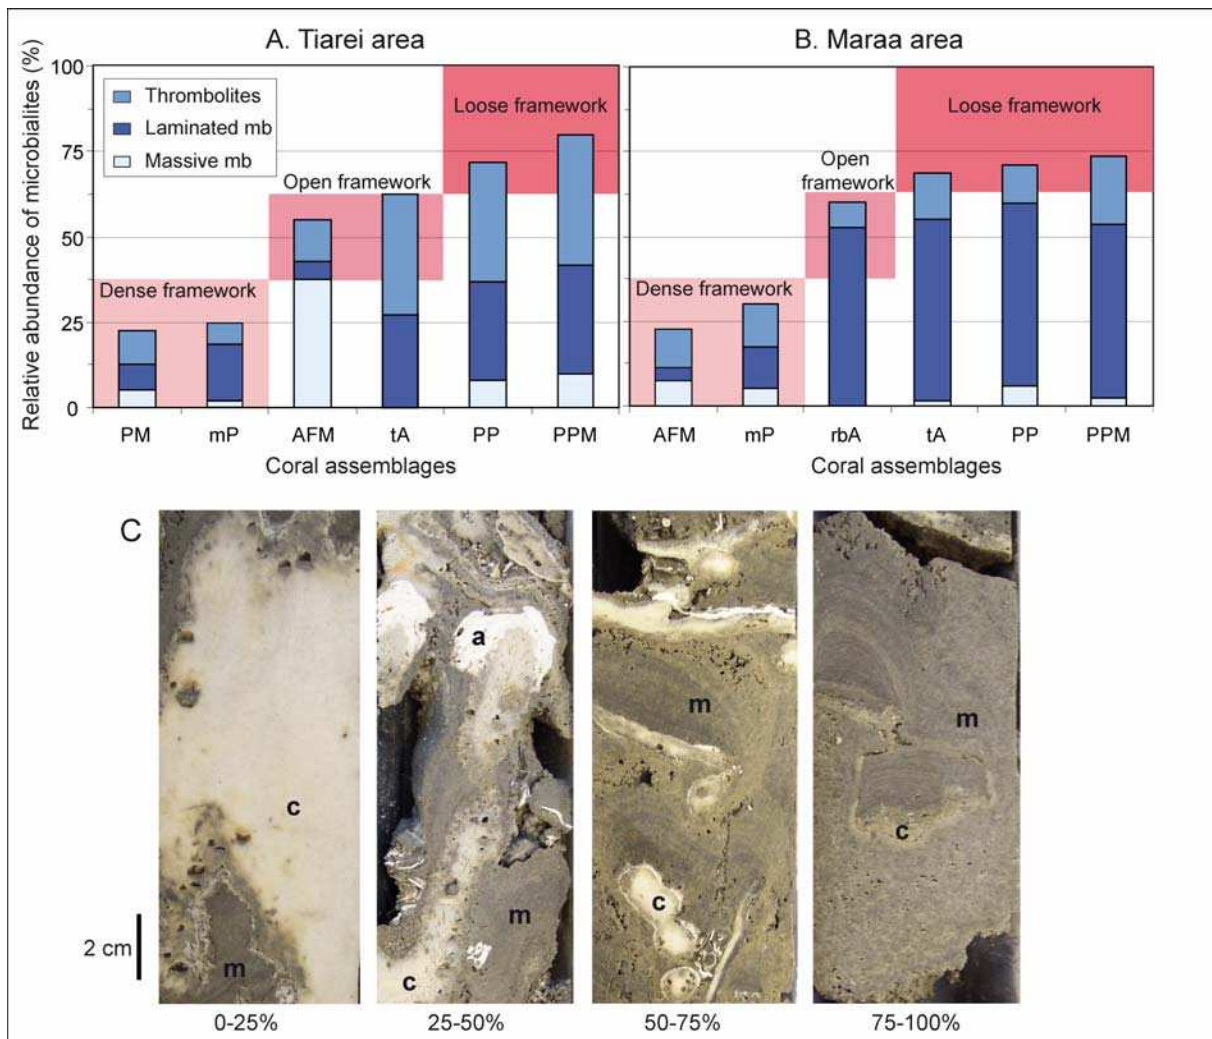 A. Tiarei area
B. Maraa area
Relative abundance of microbialites (%)
100
75
50
25
0
Thrombolites
Laminated mb
Massive mb
Loose framework
Open framework
Dense framework
PM mP AFM tA PP PPM
Coral assemblages
Loose framework
Open
framework
Dense framework
AFM mP rbA tA PP PPM
Coral assemblages
C
c
m
a
m
c
m
c
m
c
2 cm
0-25% 25-50% 50-75% 75-100%